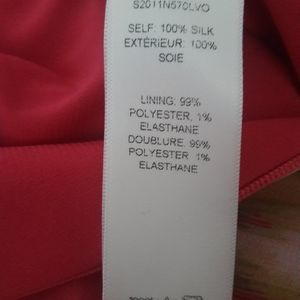 S2011N570LVO
SELF: 100% SILK
EXTÉRIEUR: 100%
SOIE
LINING: 99%
POLYESTER, 1%
ELASTHANE
DOUBLURE: 99%
POLYESTER, 1%
ELASTHANE